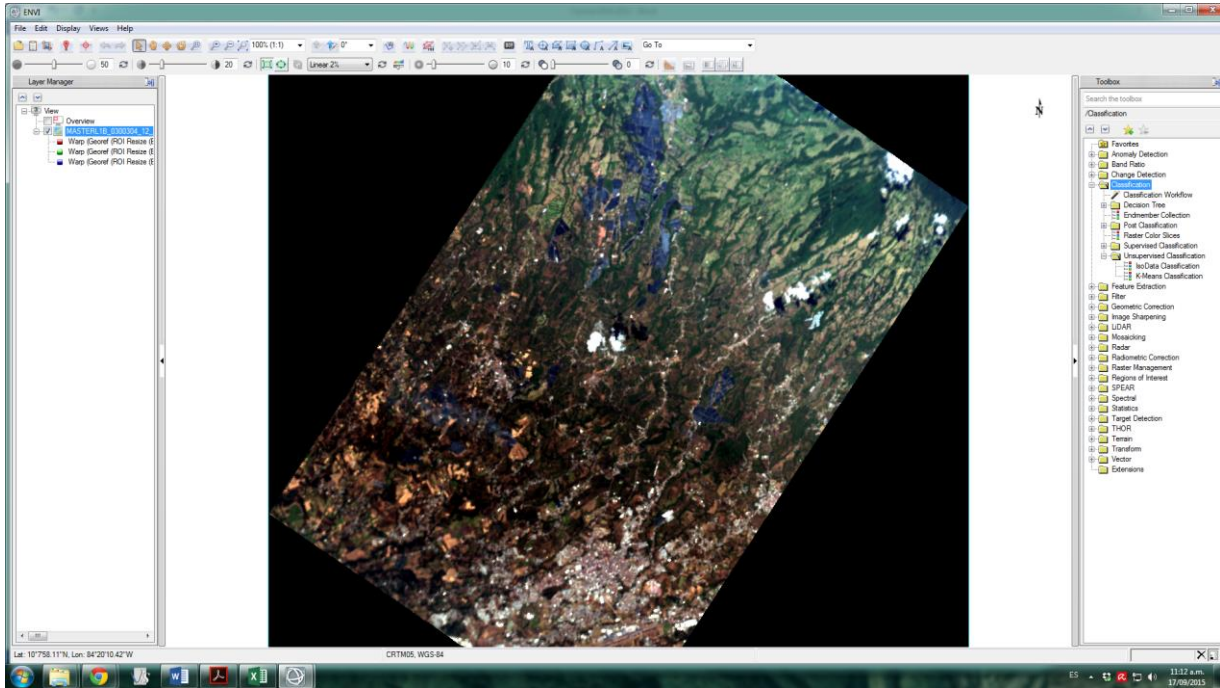 ENVI
File Edit Display Views Help
100% (1:1) 0° Go To
50 20 Linear 2% 10 0
Layer Manager
View
Overview
MASTERL1B_0300304_12_
Warp (Georef (ROI Resize (E
Warp (Georef (ROI Resize (E
Warp (Georef (ROI Resize (E
N
Toolbox
Search the toolbox
/Classification
Favorites
Anomaly Detection
Band Ratio
Change Detection
Classification
Classification Workflow
Decision Tree
Endmember Collection
Post Classification
Raster Color Slices
Supervised Classification
Unsupervised Classification
IsoData Classification
K-Means Classification
Feature Extraction
Filter
Geometric Correction
Image Sharpening
LiDAR
Mosaicking
Radar
Radiometric Correction
Raster Management
Regions of Interest
SPEAR
Spectral
Statistics
Target Detection
THOR
Terrain
Transform
Vector
Extensions
Lat: 10°7'58.11"N, Lon: 84°20'10.42"W CRTM05, WGS-84
ES 11:12 a.m.
17/09/2015